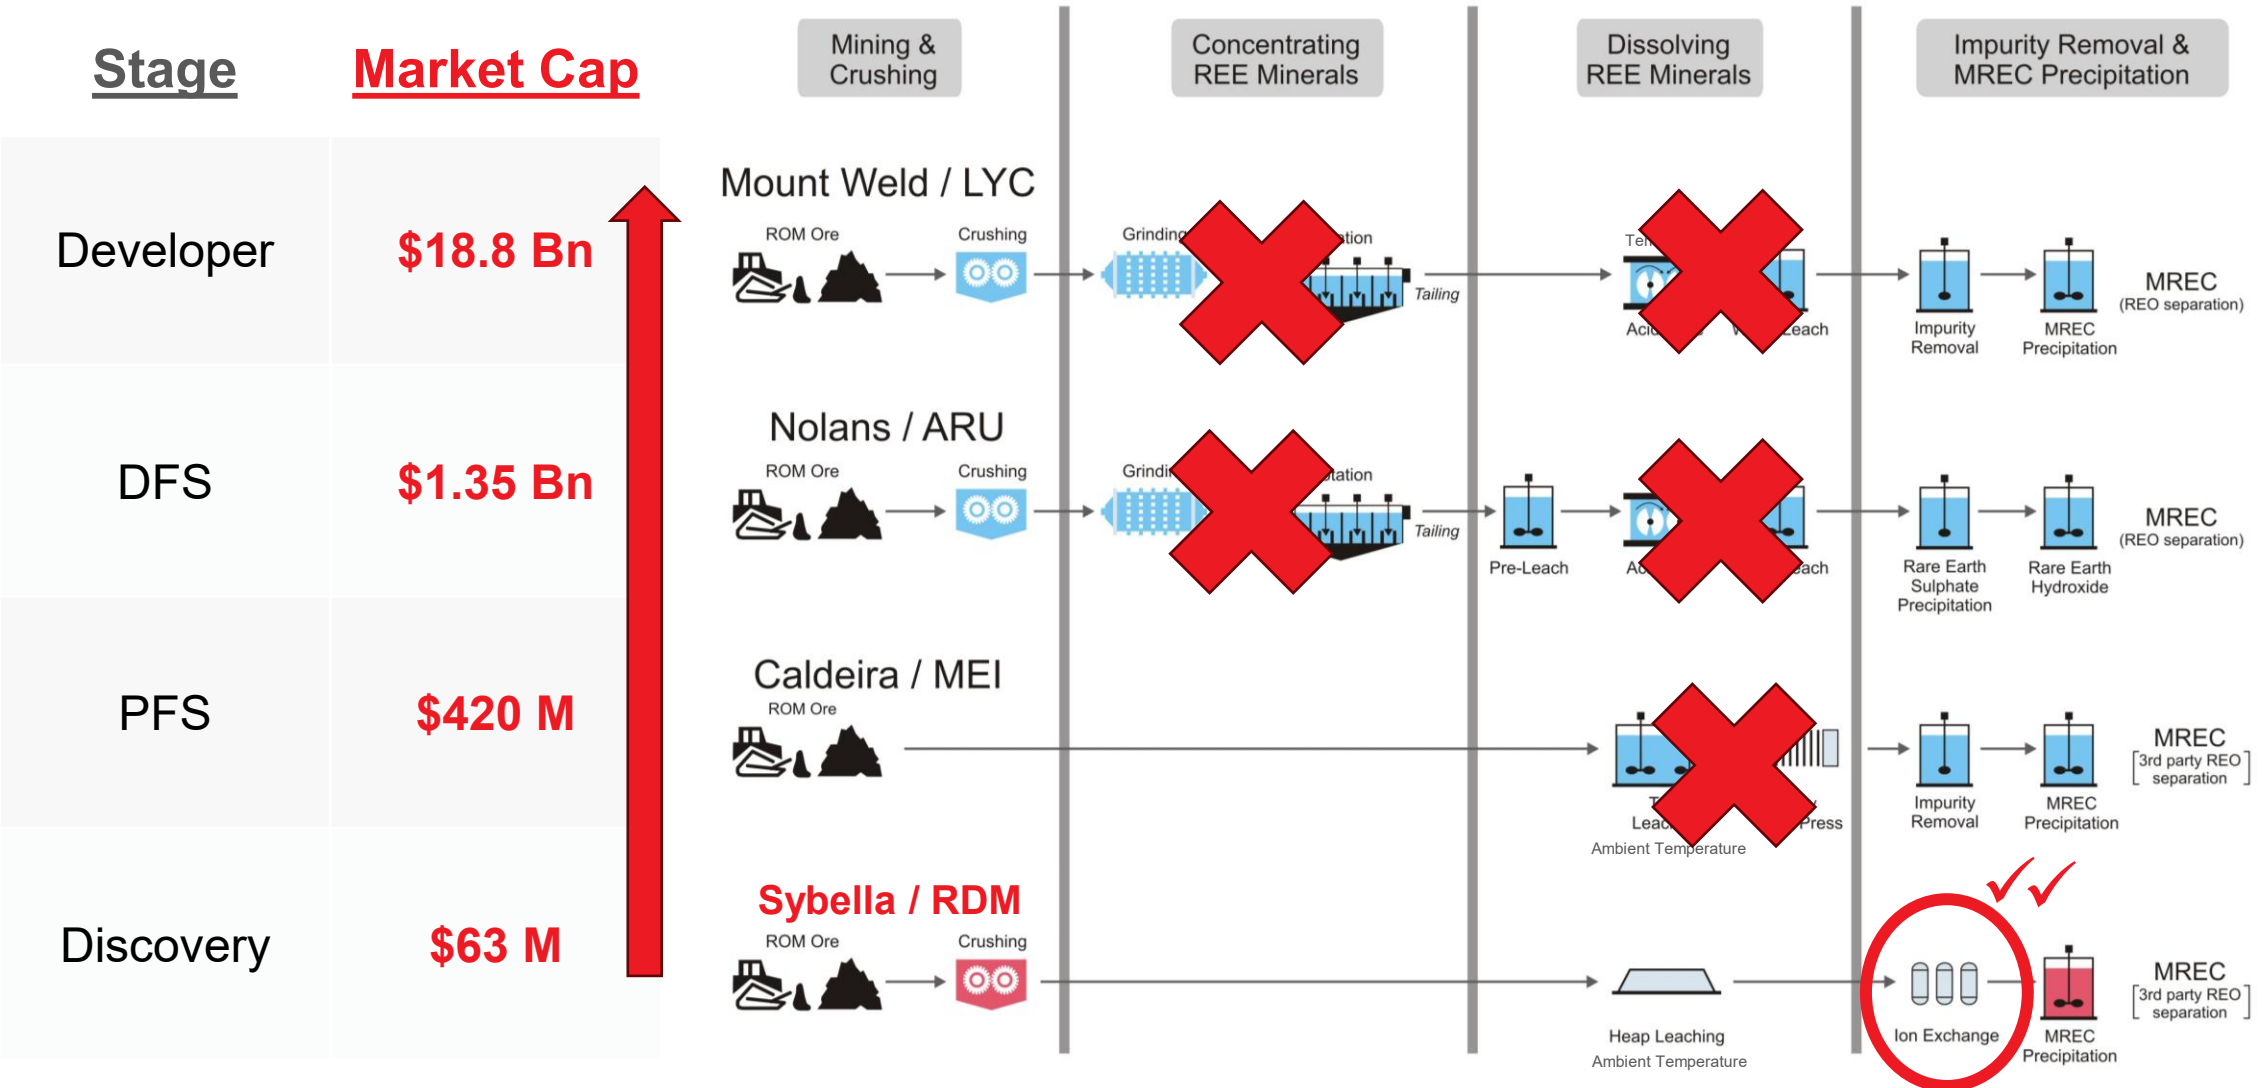 Stage
Market Cap
Mining &
Crushing
Concentrating
REE Minerals
Dissolving
REE Minerals
Impurity Removal &
MREC Precipitation
Developer
$18.8 Bn
Mount Weld / LYC
ROM Ore
Crushing
Grinding
Tailing
Leach
Impurity
Removal
MREC
Precipitation
MREC
(REO separation)
DFS
$1.35 Bn
Nolans / ARU
ROM Ore
Crushing
Tailing
Pre-Leach
Rare Earth
Sulphate
Precipitation
Rare Earth
Hydroxide
MREC
(REO separation)
PFS
$420 M
Caldeira / MEI
ROM Ore
Press
Ambient Temperature
Impurity
Removal
MREC
Precipitation
MREC
[3rd party REO
separation]
Discovery
$63 M
Sybella / RDM
ROM Ore
Crushing
Heap Leaching
Ambient Temperature
Ion Exchange
MREC
Precipitation
MREC
[3rd party REO
separation]